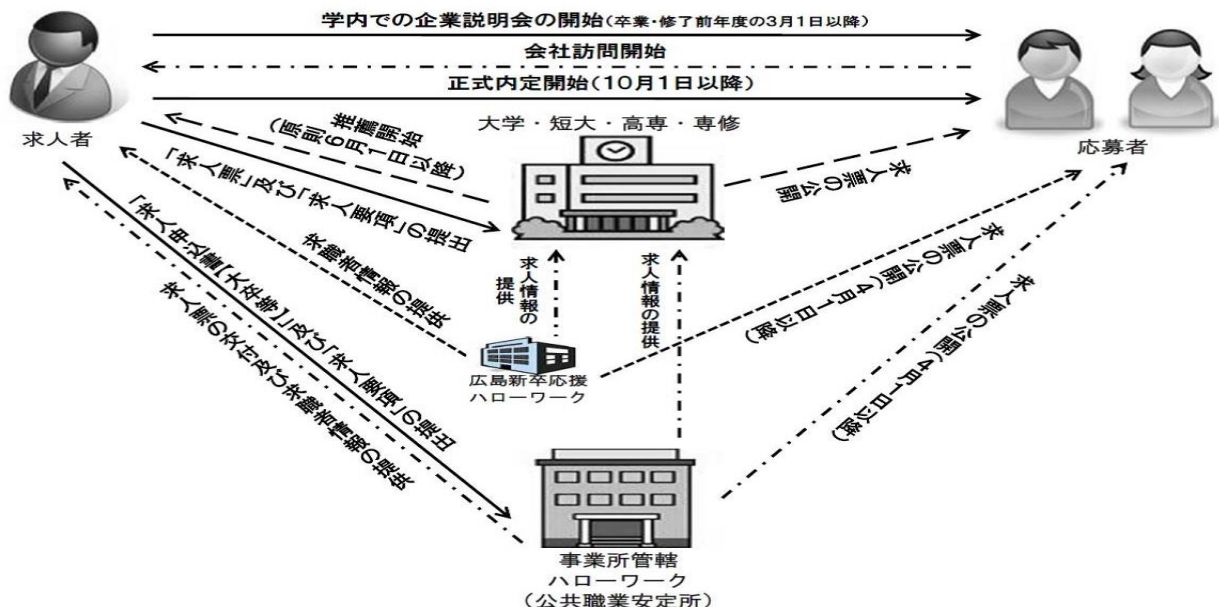 学内での企業説明会の開始(卒業・修了前年度の3月1日以降)
会社訪問開始
正式内定開始(10月1日以降)
求人者
大学・短大・高専・専修
応募者
推薦開始
(原則6月1日以降)
「求人票」及び「求人要項」の提出
求人票の公開
求職者情報の提供
求人情報の
提供
求人情報の提供
求人票の公開(4月1日以降)
求人票の公開(4月1日以降)
広島新卒応援
ハローワーク
「求人申込書【大卒等】」及び「求人要項」の提出
求人票の交付及び求職者情報の提供
事業所管轄
ハローワーク
(公共職業安定所)